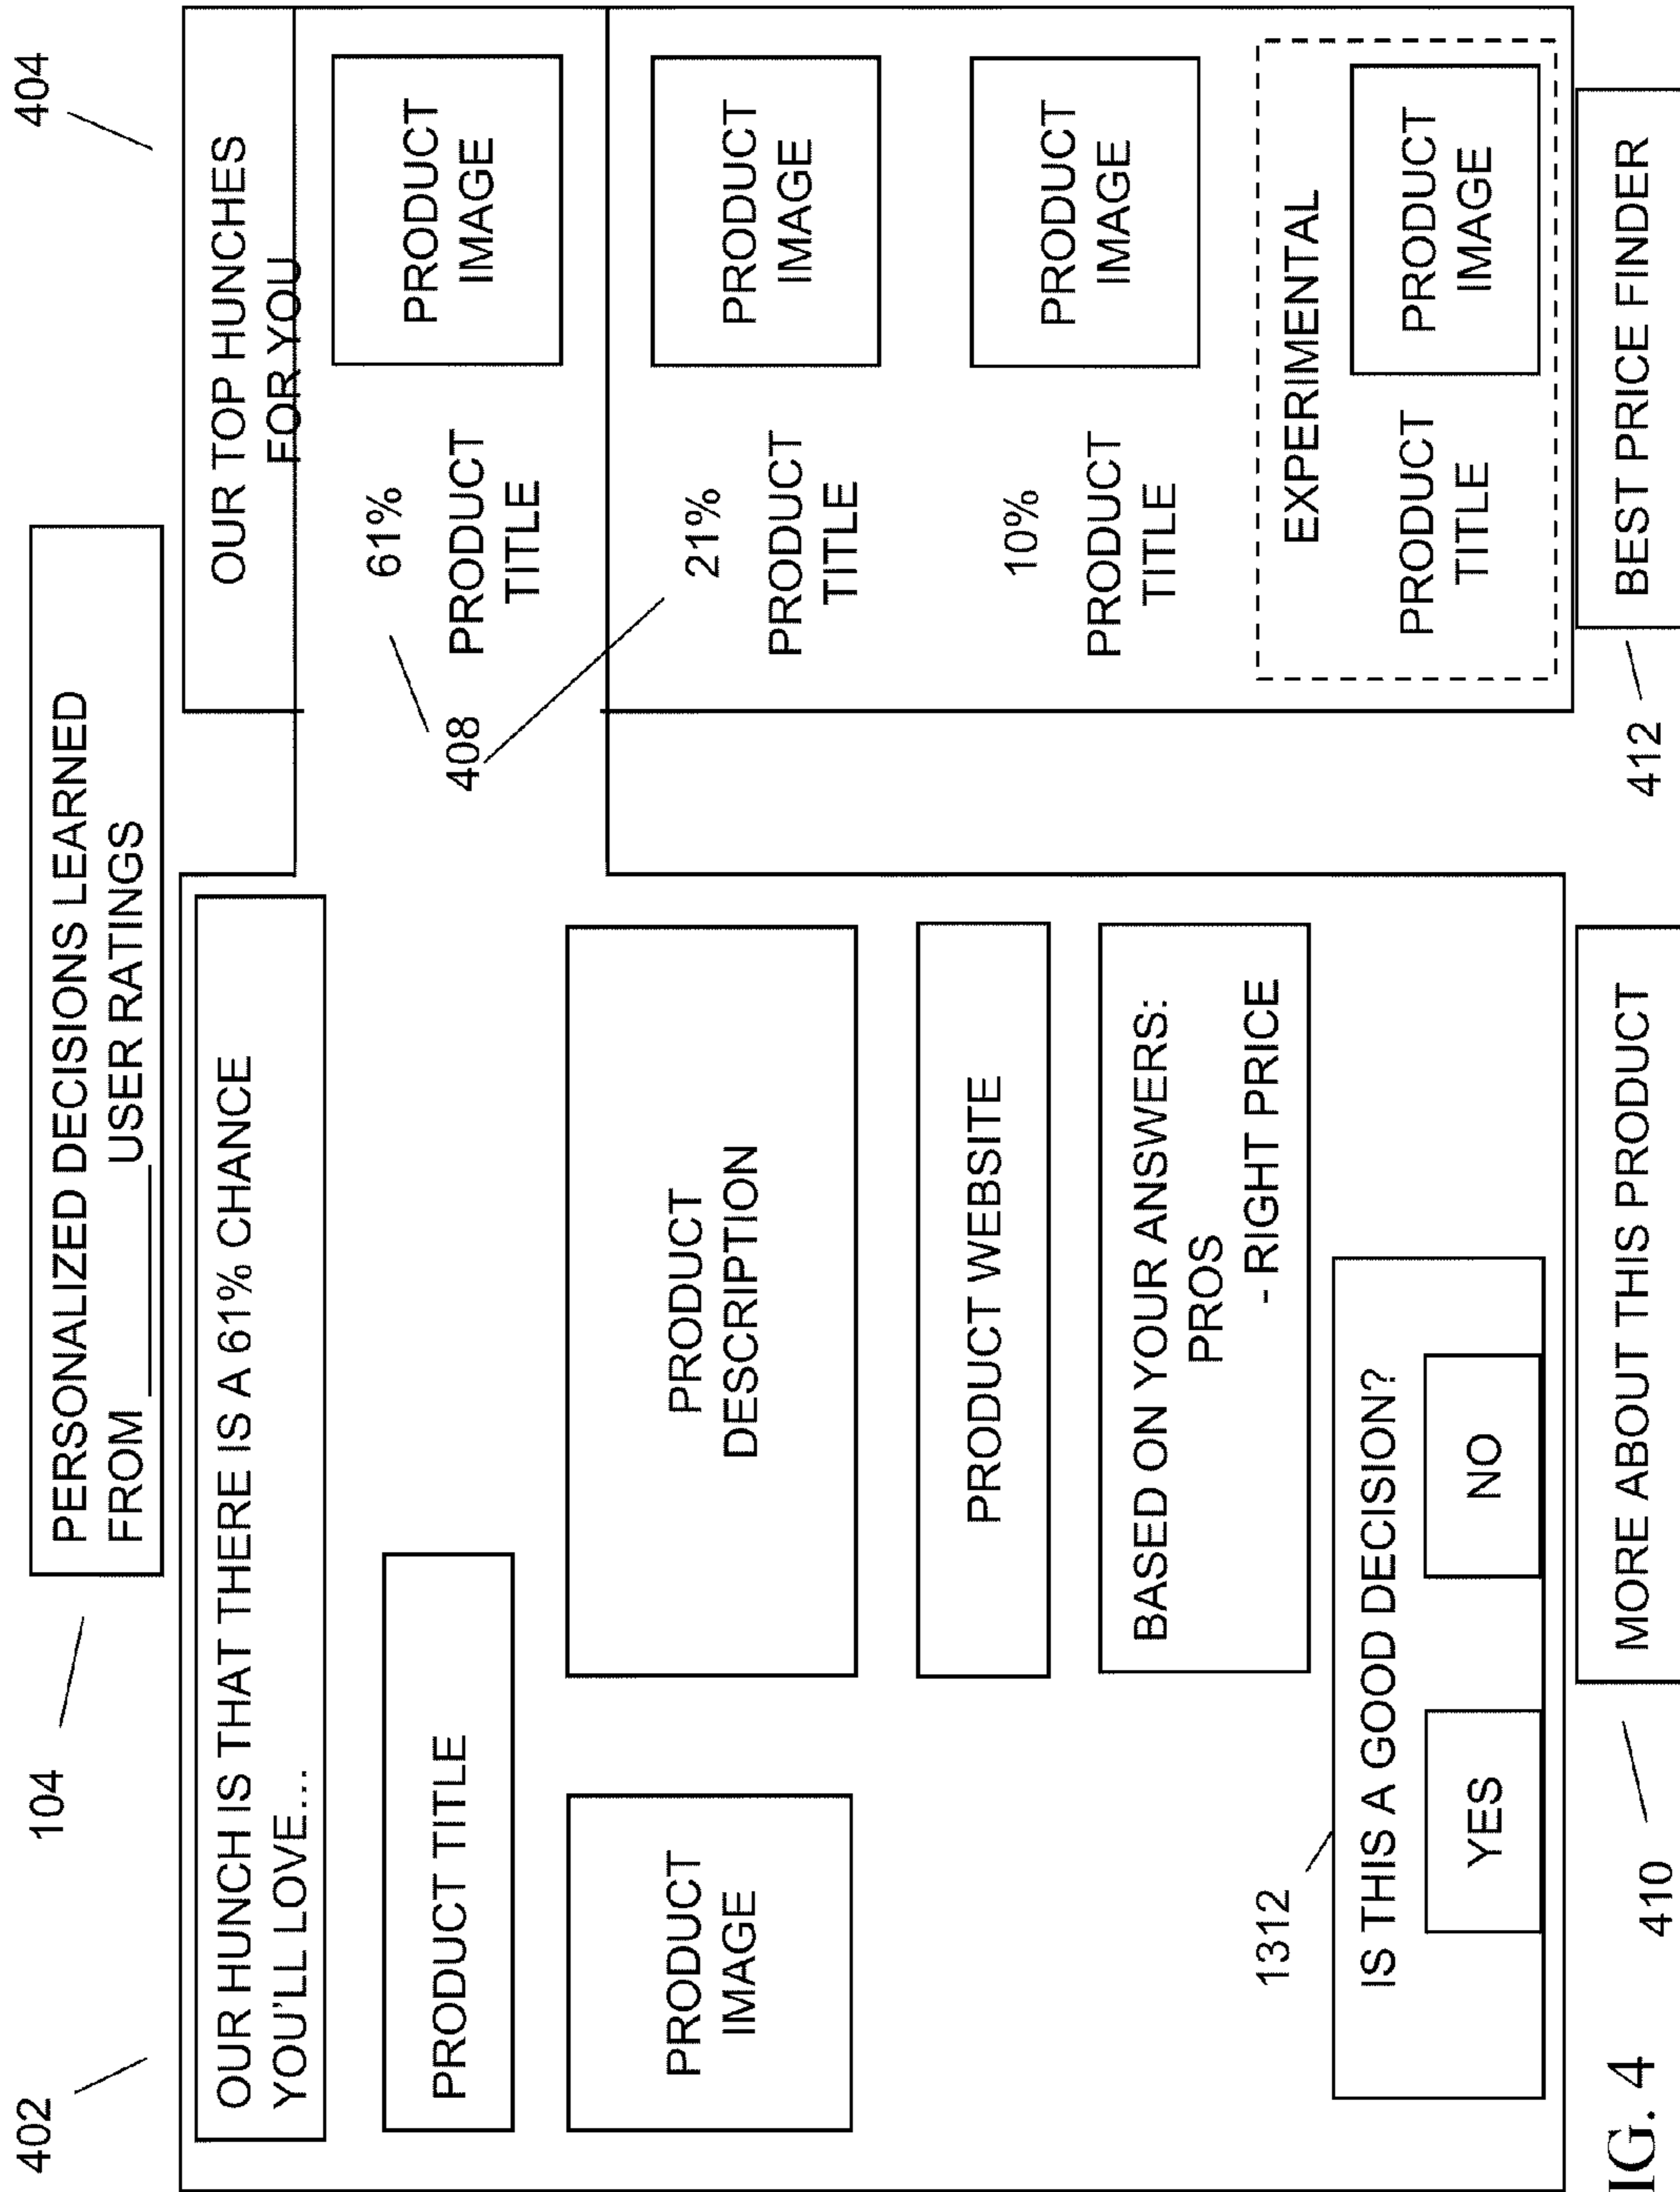 402
104
404
PERSONALIZED DECISIONS LEARNED
FROM ________ USER RATINGS
OUR HUNCH IS THAT THERE IS A 61% CHANCE
YOU'LL LOVE...
PRODUCT TITLE
PRODUCT
IMAGE
PRODUCT
DESCRIPTION
PRODUCT WEBSITE
BASED ON YOUR ANSWERS:
PROS
- RIGHT PRICE
1312
IS THIS A GOOD DECISION?
YES
NO
OUR TOP HUNCHES
FOR YOU
408
61%
PRODUCT
TITLE
PRODUCT
IMAGE
21%
PRODUCT
TITLE
PRODUCT
IMAGE
10%
PRODUCT
TITLE
PRODUCT
IMAGE
EXPERIMENTAL
PRODUCT
TITLE
PRODUCT
IMAGE
410
MORE ABOUT THIS PRODUCT
412
BEST PRICE FINDER
IG. 4